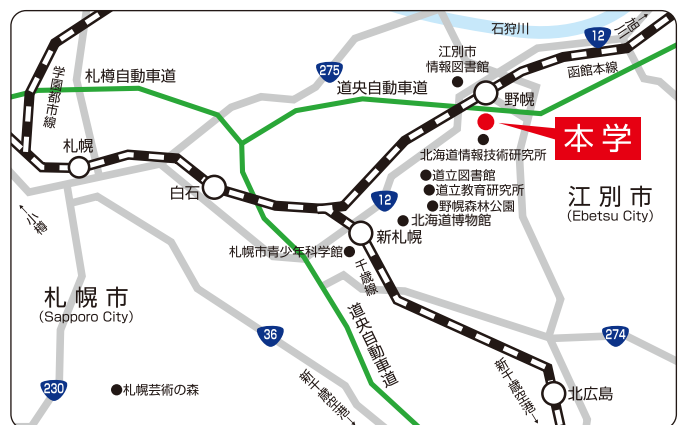 石狩川
旭川
12
江別市
情報図書館
函館本線
275
学園都市線
札樽自動車道
道央自動車道
野幌
本学
札幌
北海道情報技術研究所
道立図書館
白石
道立教育研究所
12
野幌森林公園
江別市
(Ebetsu City)
小樽
北海道博物館
新札幌
札幌市青少年科学館
千歳線
札幌市
(Sapporo City)
道央自動車道
36
274
230
札幌芸術の森
新千歳空港
新千歳空港
北広島